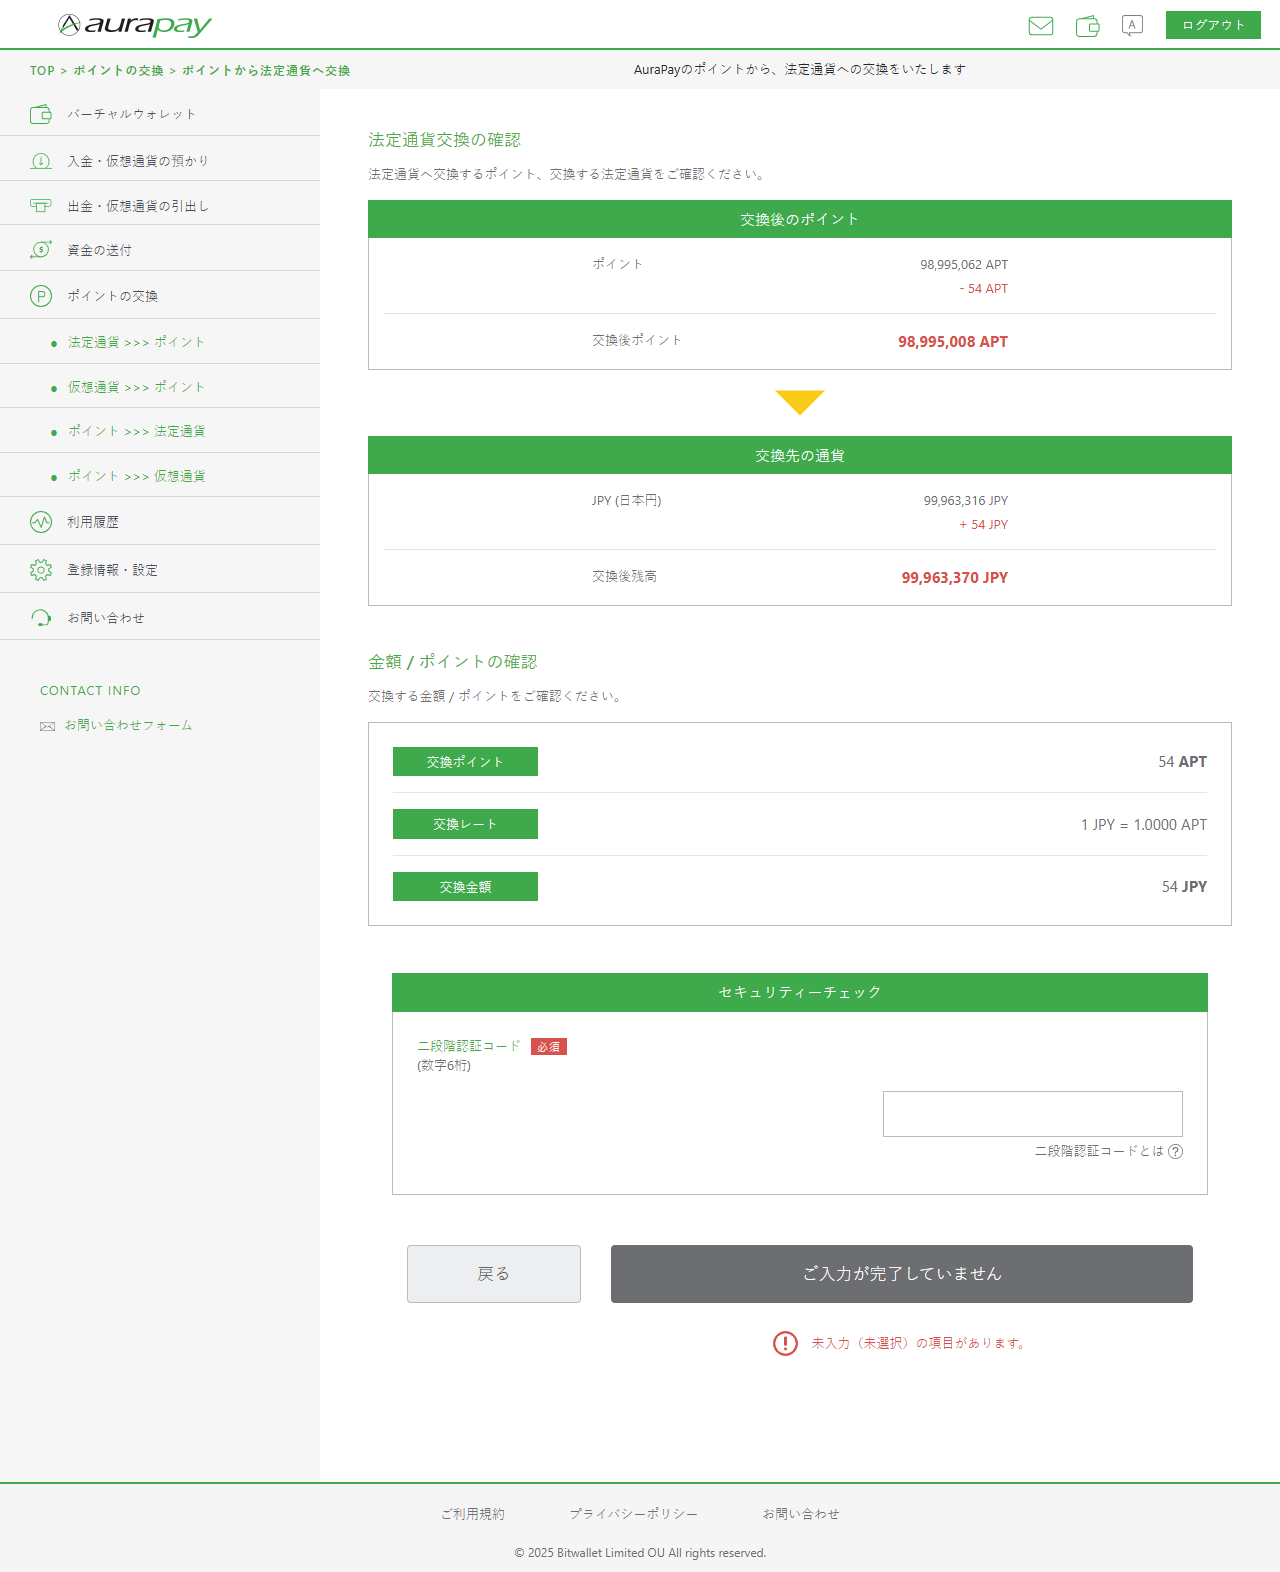 aurapay
A
ログアウト
TOP > ポイントの交換 > ポイントから法定通貨へ交換
AuraPayのポイントから、法定通貨への交換をいたします
バーチャルウォレット
入金・仮想通貨の預かり
出金・仮想通貨の引出し
資金の送付
ポイントの交換
法定通貨 >>> ポイント
仮想通貨 >>> ポイント
ポイント >>> 法定通貨
ポイント >>> 仮想通貨
利用履歴
登録情報・設定
お問い合わせ
CONTACT INFO
お問い合わせフォーム
法定通貨交換の確認
法定通貨へ交換するポイント、交換する法定通貨をご確認ください。
交換後のポイント
ポイント 98,995,062 APT
- 54 APT
交換後ポイント 98,995,008 APT
交換先の通貨
JPY (日本円) 99,963,316 JPY
+ 54 JPY
交換後残高 99,963,370 JPY
金額 / ポイントの確認
交換する金額 / ポイントをご確認ください。
交換ポイント 54 APT
交換レート 1 JPY = 1.0000 APT
交換金額 54 JPY
セキュリティーチェック
二段階認証コード 必須
(数字6桁)
二段階認証コードとは ?
戻る
ご入力が完了していません
未入力（未選択）の項目があります。
ご利用規約 プライバシーポリシー お問い合わせ
© 2025 Bitwallet Limited OU All rights reserved.